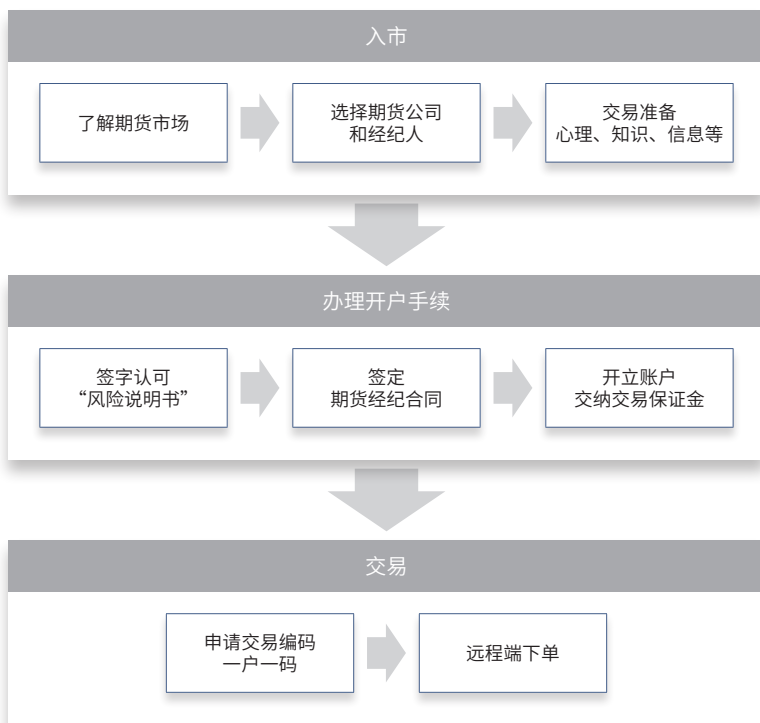 入市
了解期货市场
选择期货公司
和经纪人
交易准备
心理、知识、信息等
办理开户手续
签字认可
“风险说明书”
签定
期货经纪合同
开立账户
交纳交易保证金
交易
申请交易编码
一户一码
远程端下单